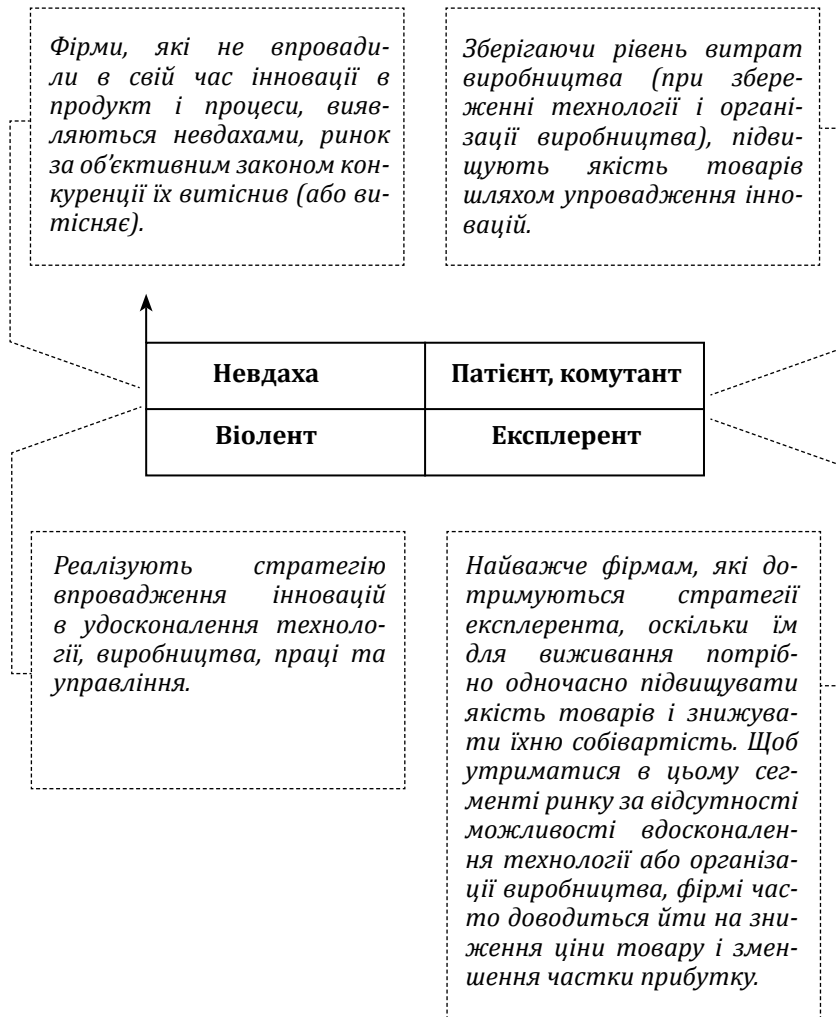 Фірми, які не впровади-
ли в свій час інновації в
продукт і процеси, вияв-
ляються невдахами, ринок
за об’єктивним законом кон-
куренції їх витіснив (або ви-
тісняє).
Зберігаючи рівень витрат
виробництва (при збере-
женні технології і органі-
зації виробництва), підви-
щують якість товарів
шляхом упровадження інно-
вацій.
Невдаха
Патієнт, комутант
Віолент
Експлерент
Реалізують стратегію
впровадження інновацій
в удосконалення техноло-
гії, виробництва, праці та
управління.
Найважче фірмам, які до-
тримуються стратегії
експлерента, оскільки їм
для виживання потріб-
но одночасно підвищувати
якість товарів і знижува-
ти їхню собівартість. Щоб
утриматися в цьому сег-
менті ринку за відсутності
можливості вдосконален-
ня технології або організа-
ції виробництва, фірмі час-
то доводиться йти на зни-
ження ціни товару і змен-
шення частки прибутку.